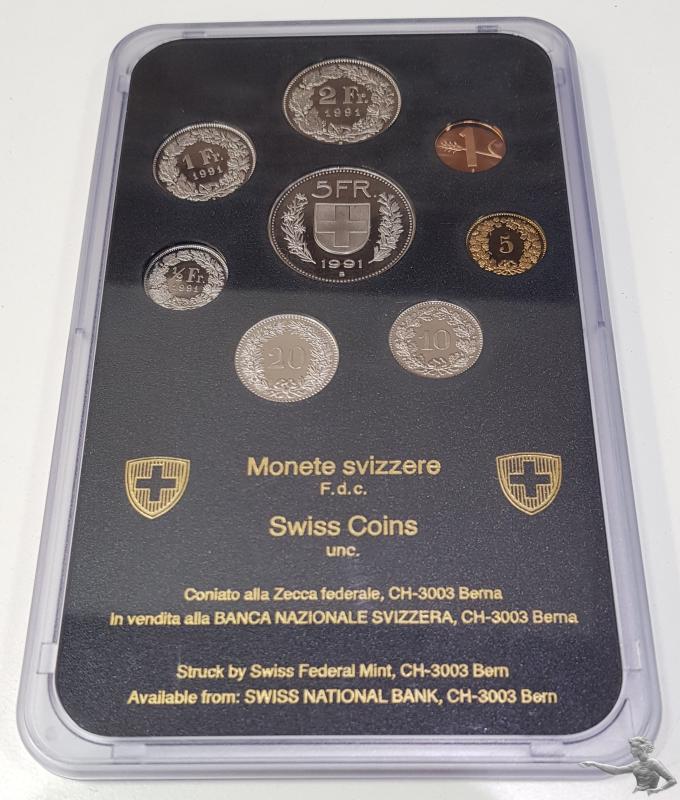 2 Fr.
1991
1 Fr.
1991
1
5 FR.
1991
B
5
½ Fr.
1991
20
10
Monete svizzere
F.d.c.
Swiss Coins
unc.
Coniato alla Zecca federale, CH-3003 Berna
In vendita alla BANCA NAZIONALE SVIZZERA, CH-3003 Berna
Struck by Swiss Federal Mint, CH-3003 Bern
Available from: SWISS NATIONAL BANK, CH-3003 Bern